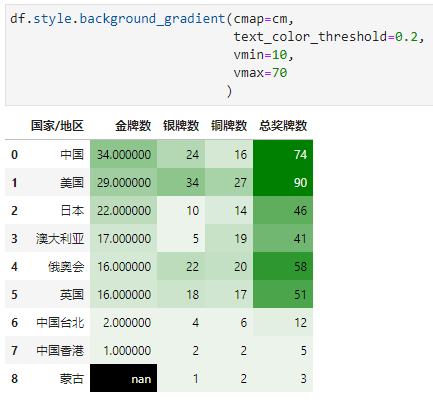 df.style.background_gradient(cmap=cm,
text_color_threshold=0.2,
vmin=10,
vmax=70
)
国家/地区 金牌数 银牌数 铜牌数 总奖牌数
0 中国 34.000000 24 16 74
1 美国 29.000000 34 27 90
2 日本 22.000000 10 14 46
3 澳大利亚 17.000000 5 19 41
4 俄奥会 16.000000 22 20 58
5 英国 16.000000 18 17 51
6 中国台北 2.000000 4 6 12
7 中国香港 1.000000 2 2 5
8 蒙古 nan 1 2 3